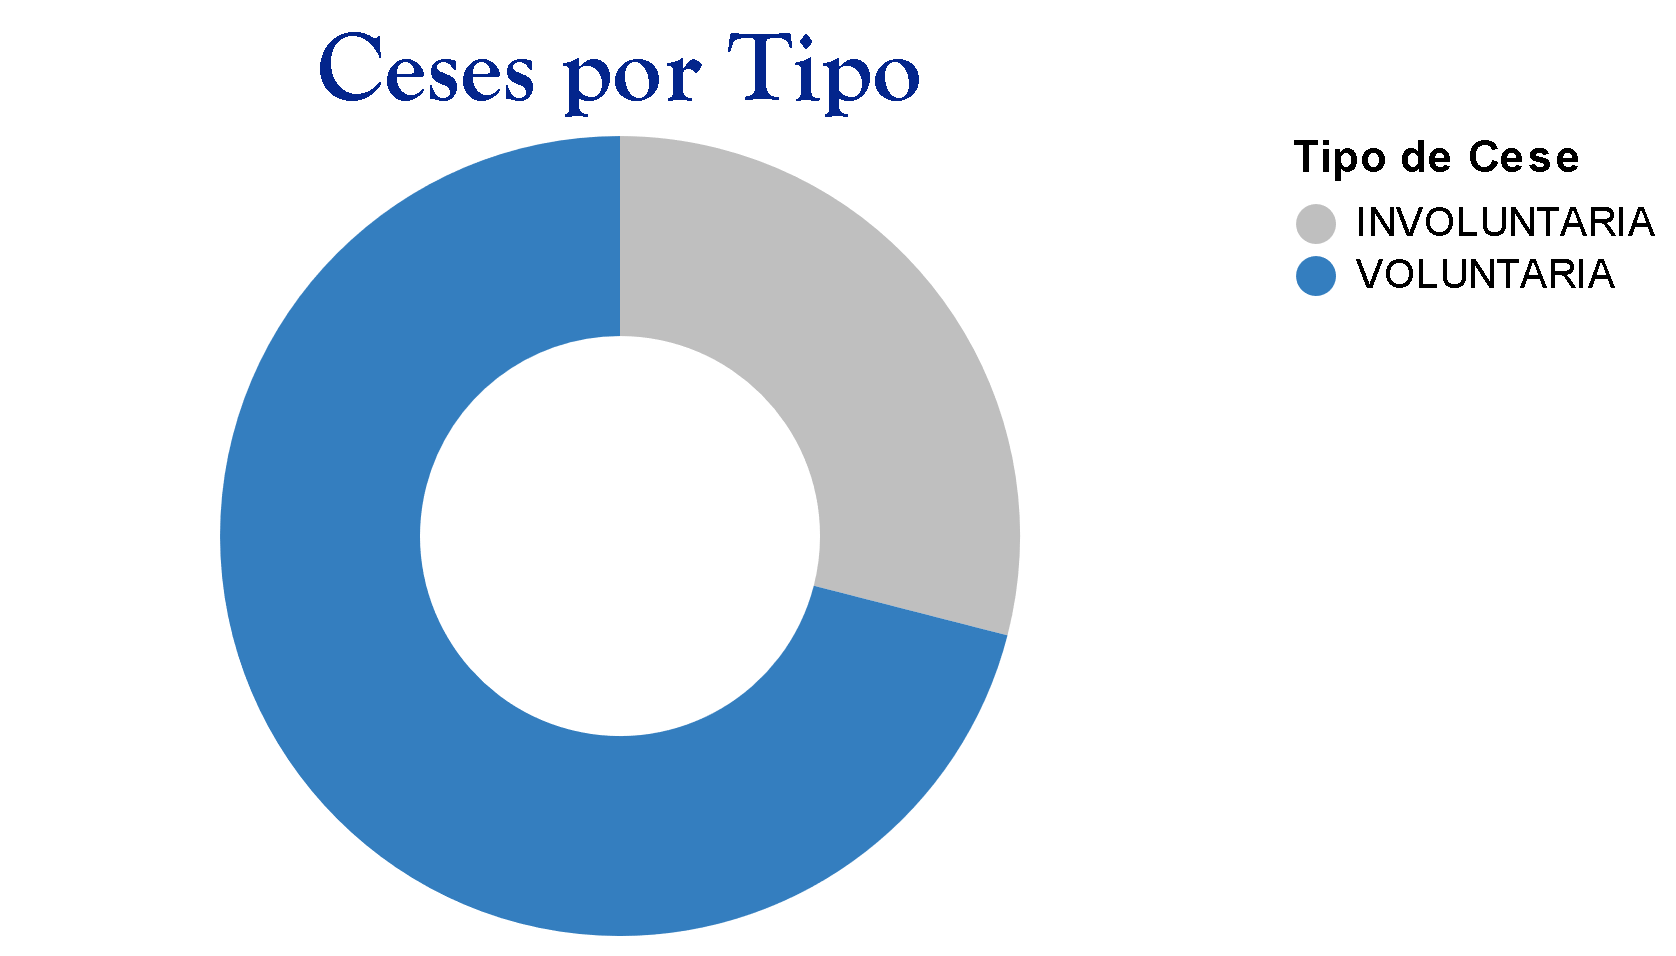 Ceses por Tipo
Tipo de Cese
INVOLUNTARIA
VOLUNTARIA